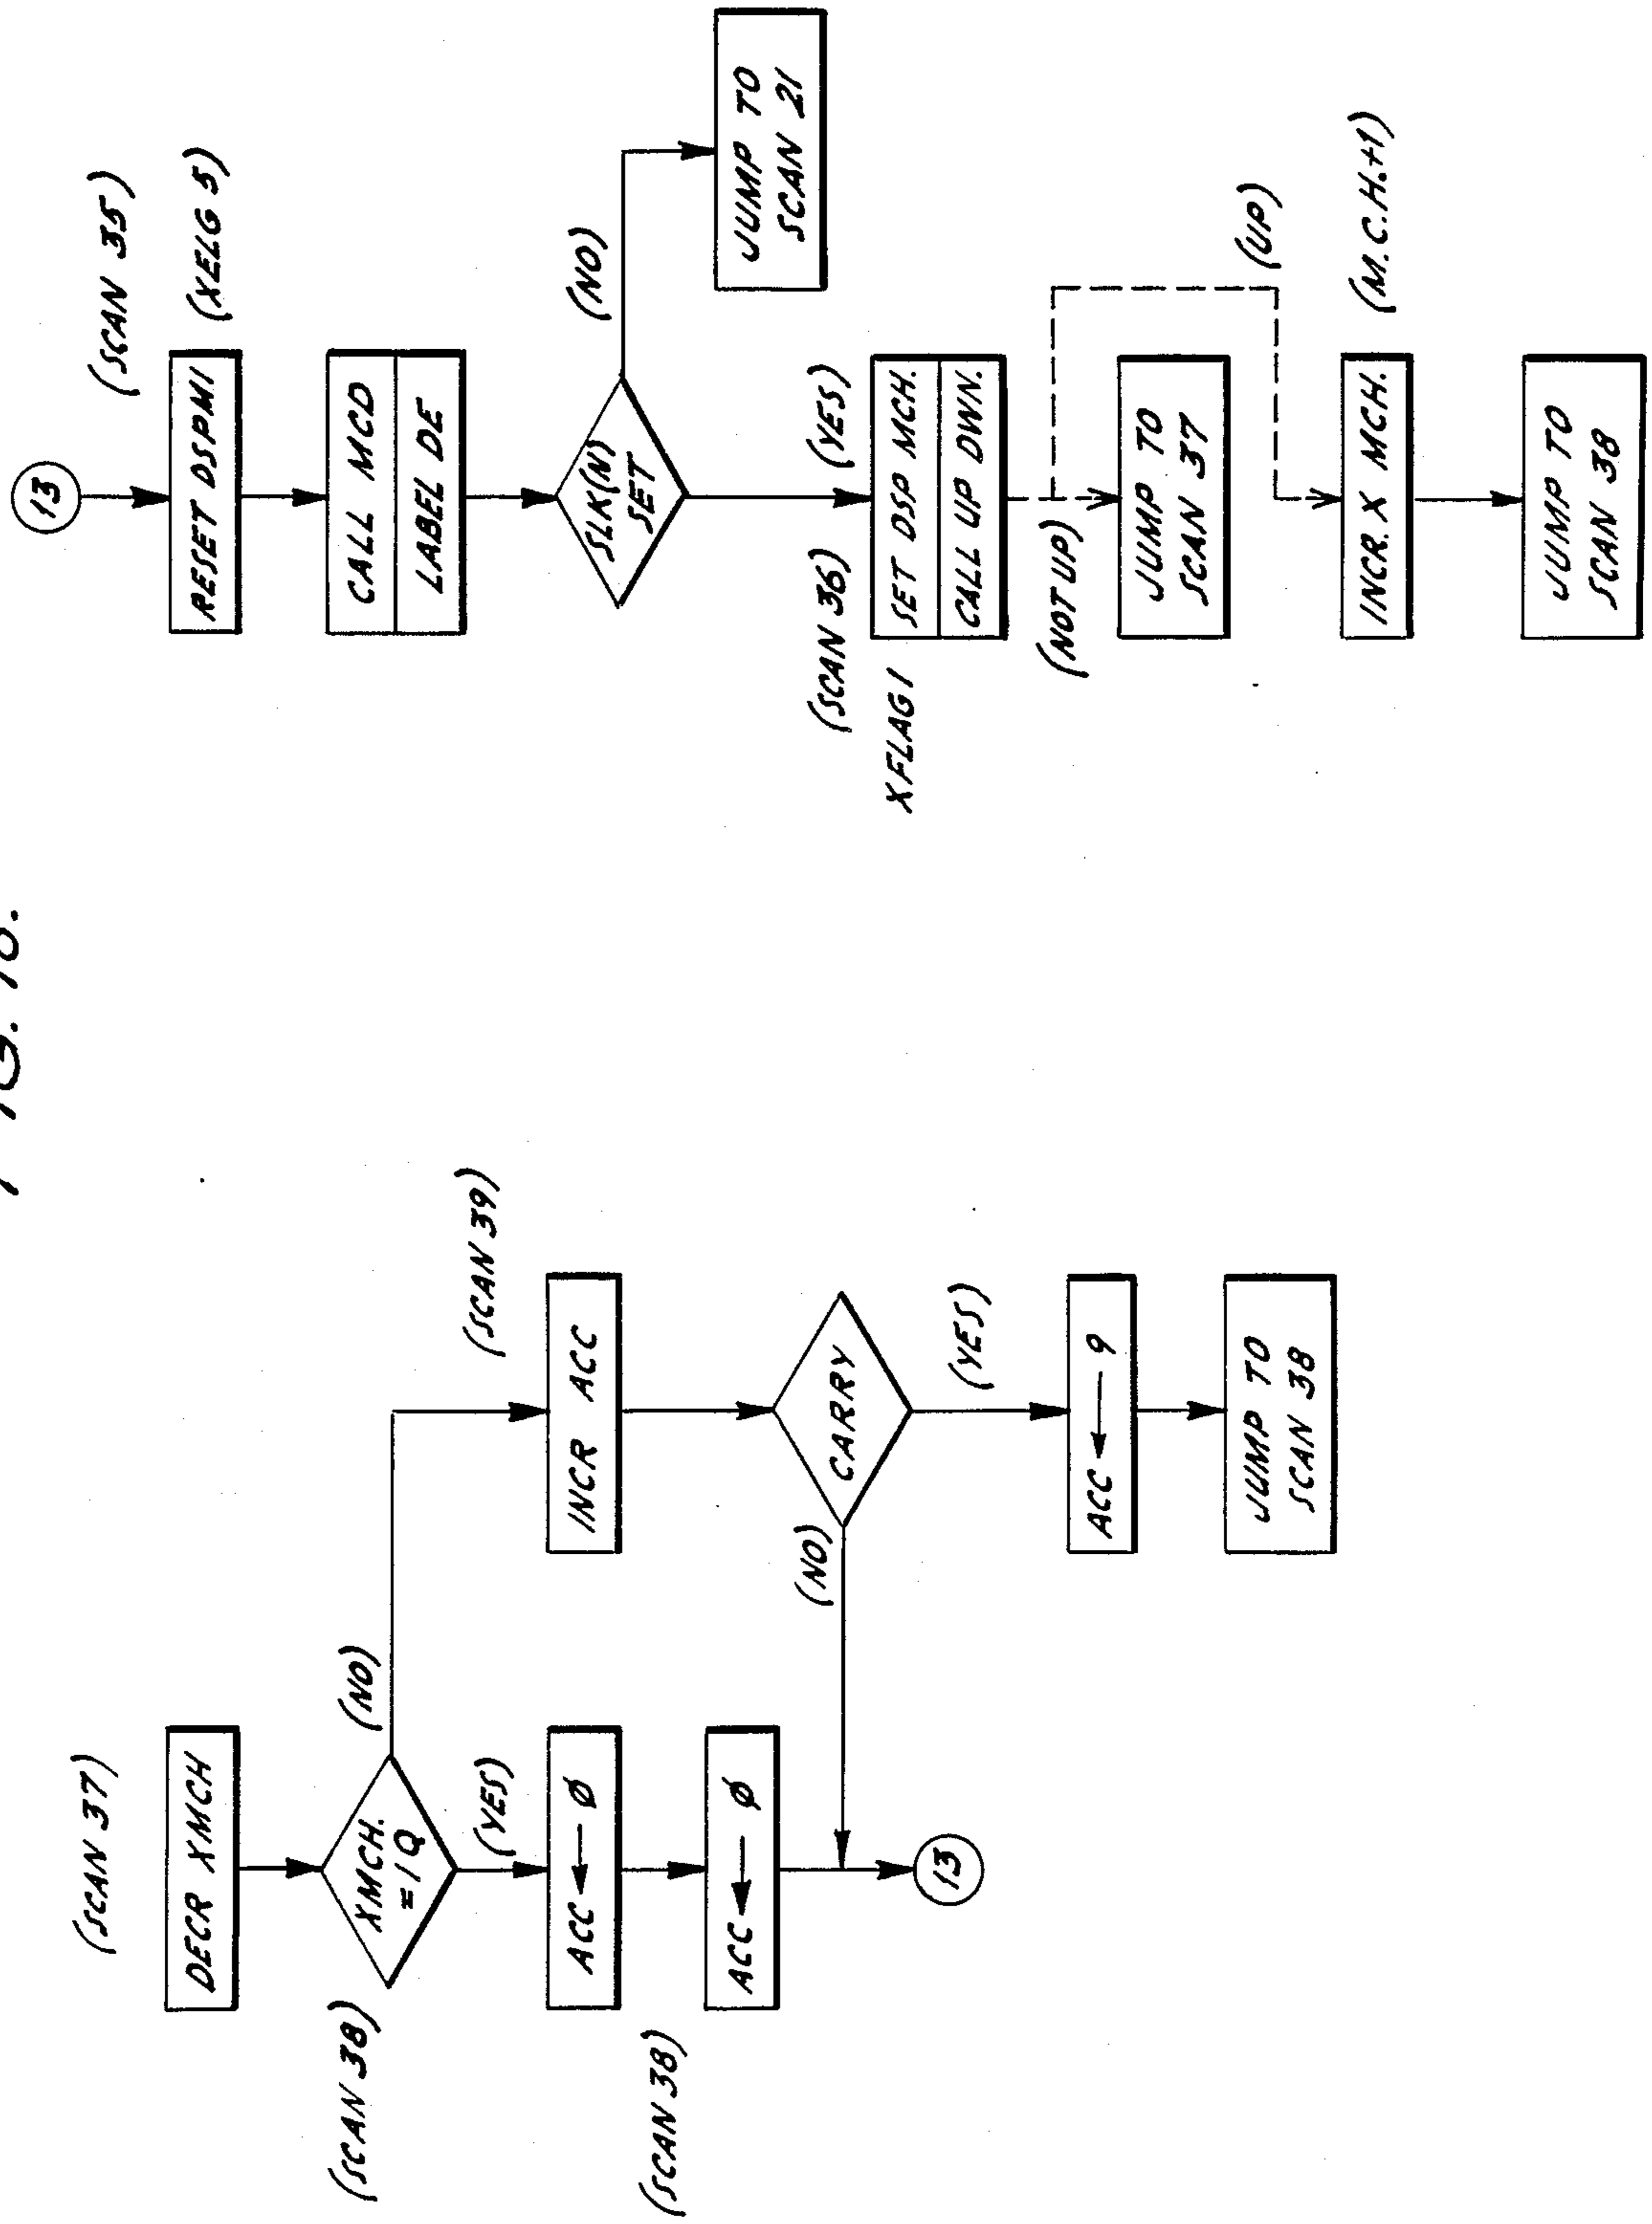 (SCAN 37)
DECR XMCH
(SCAN 38)
XMCH.
=1Q
(NO)
(YES)
ACC ← Ø
(SCAN 38)
ACC ← Ø
13
(SCAN 39)
INCR ACC
CARRY
(NO)
(YES)
ACC ← 9
JUMP TO
SCAN 38
13
(SCAN 35)
RESET DSPMI
(XELG 5)
CALL MCD
LABEL DE
SLK(N)
SET
(NO)
JUMP TO
SCAN 21
(YES)
(SCAN 36)
XFLAG1
SET DSP MCH.
CALL UP DWN.
(NOT UP)
(UP)
JUMP TO
SCAN 37
(M.C.H.+1)
INCR. X MCH.
JUMP TO
SCAN 38